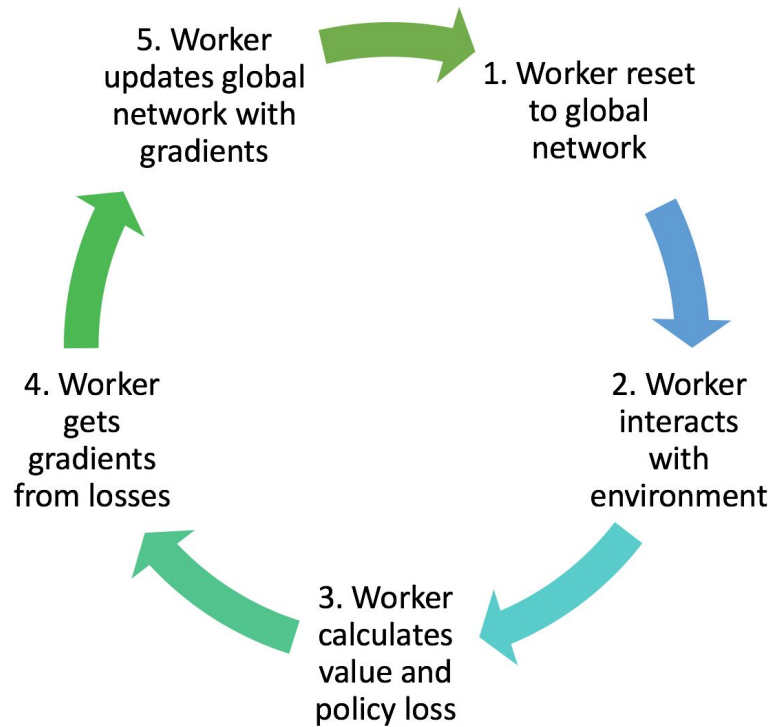 1. Worker reset
to global
network
2. Worker
interacts
with
environment
3. Worker
calculates
value and
policy loss
4. Worker
gets
gradients
from losses
5. Worker
updates global
network with
gradients